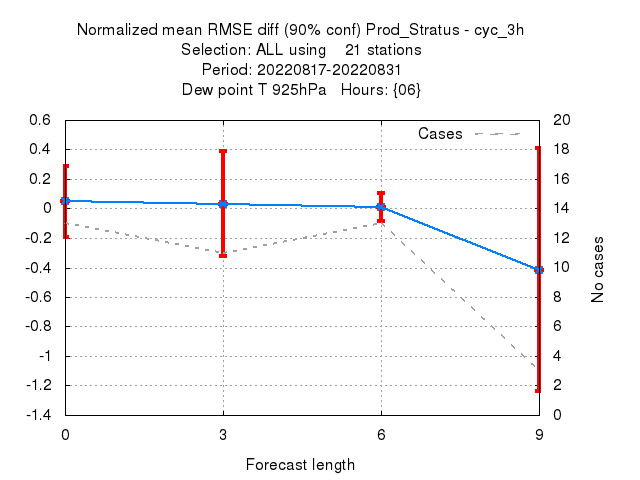 Normalized mean RMSE diff (90% conf) Prod_Stratus - cyc_3h
Selection: ALL using    21 stations
Period: 20220817-20220831
Dew point T 925hPa   Hours: {06}
0.6
0.4
0.2
0
-0.2
-0.4
-0.6
-0.8
-1
-1.2
-1.4
Cases
20
18
16
14
12
10
8
6
4
2
0
No cases
0 3 6 9
Forecast length